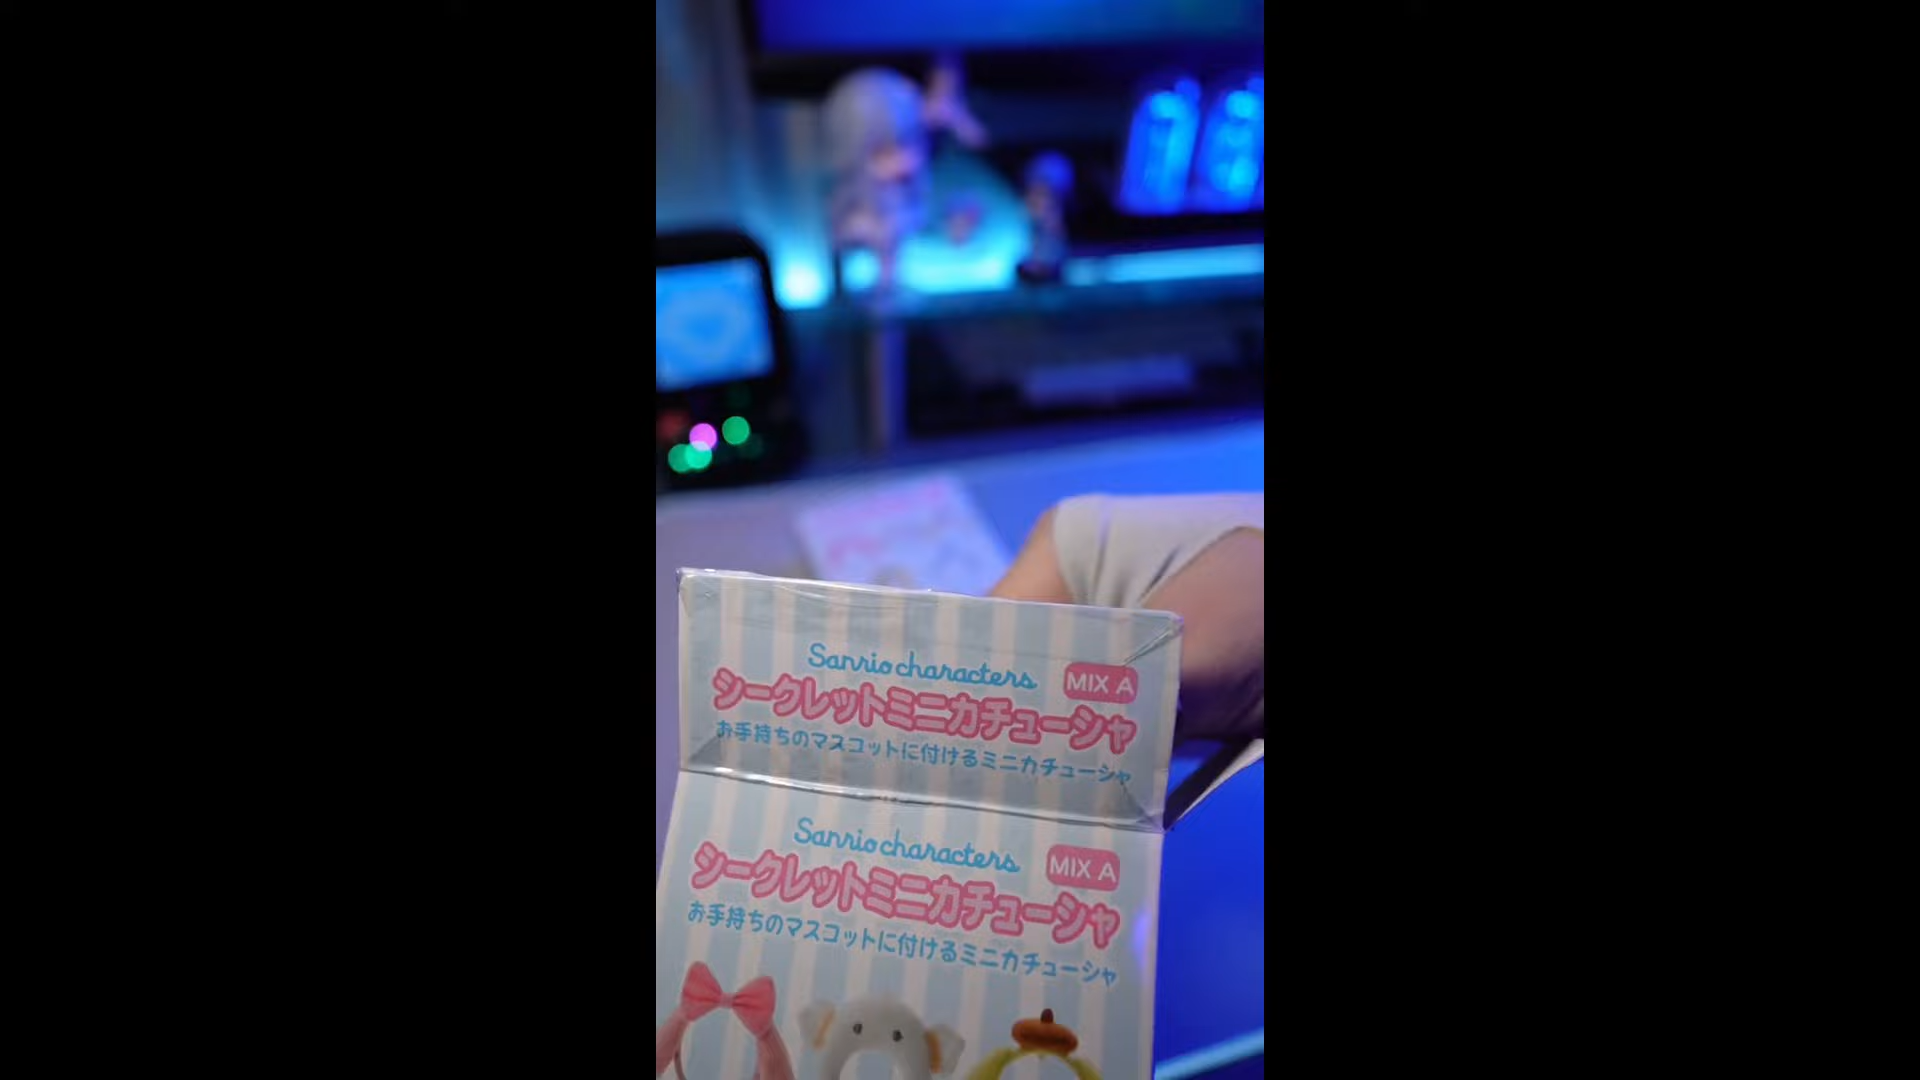 Sanrio characters
MIX A
シークレットミニカチューシャ
お手持ちのマスコットに付けるミニカチューシャ
Sanrio characters
MIX A
シークレットミニカチューシャ
お手持ちのマスコットに付けるミニカチューシャ